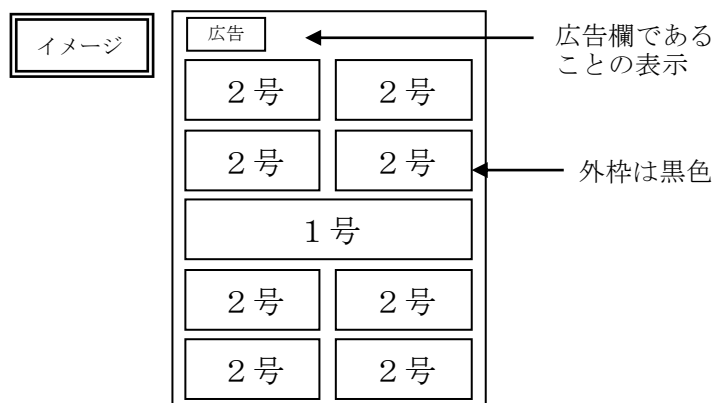 イメージ
広告
広告欄である
ことの表示
２号 ２号
２号 ２号
外枠は黒色
１号
２号 ２号
２号 ２号